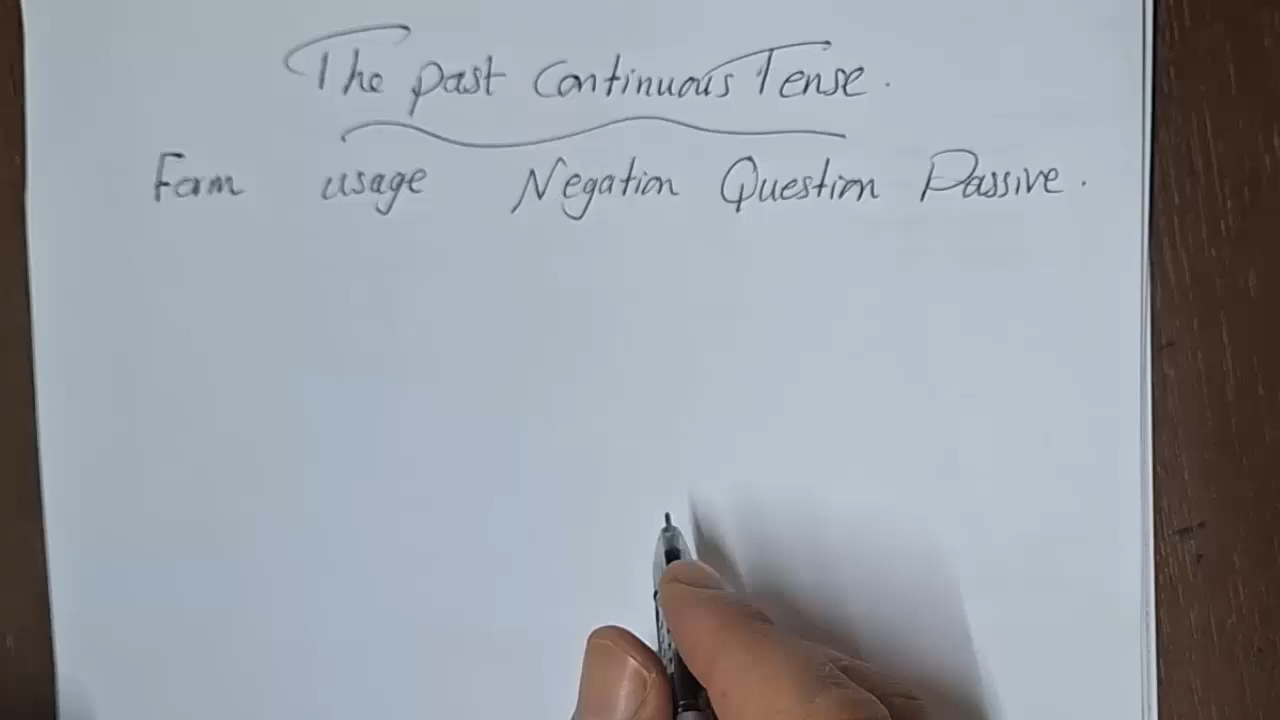 The past Continuous Tense.
Form usage Negation Question Passive.